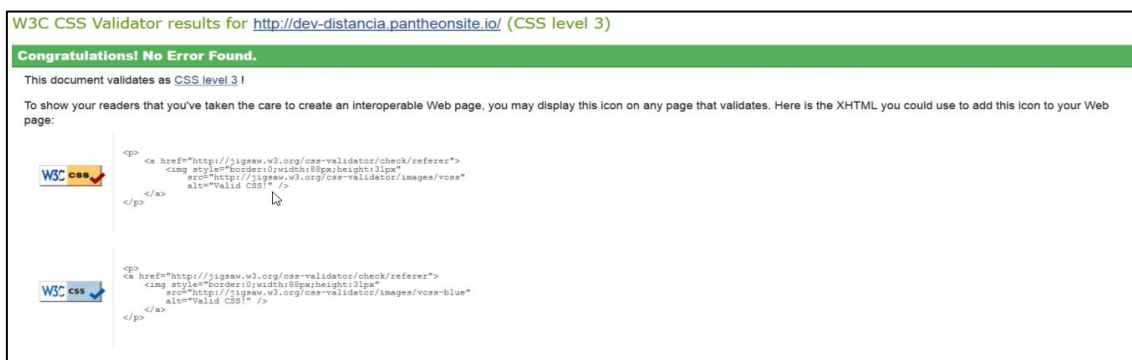 W3C CSS Validator results for http://dev-distancia.pantheonsite.io/ (CSS level 3)
Congratulations! No Error Found.
This document validates as CSS level 3 !
To show your readers that you've taken the care to create an interoperable Web page, you may display this icon on any page that validates. Here is the XHTML you could use to add this icon to your Web
page:
W3C css
<p>
<a href="http://jigsaw.w3.org/css-validator/check/referer">
<img style="border:0;width:88px;height:31px"
src="http://jigsaw.w3.org/css-validator/images/vcss"
alt="Valid CSS!" />
</a>
</p>
W3C css
<p>
<a href="http://jigsaw.w3.org/css-validator/check/referer">
<img style="border:0;width:88px;height:31px"
src="http://jigsaw.w3.org/css-validator/images/vcss-blue"
alt="Valid CSS!" />
</a>
</p>